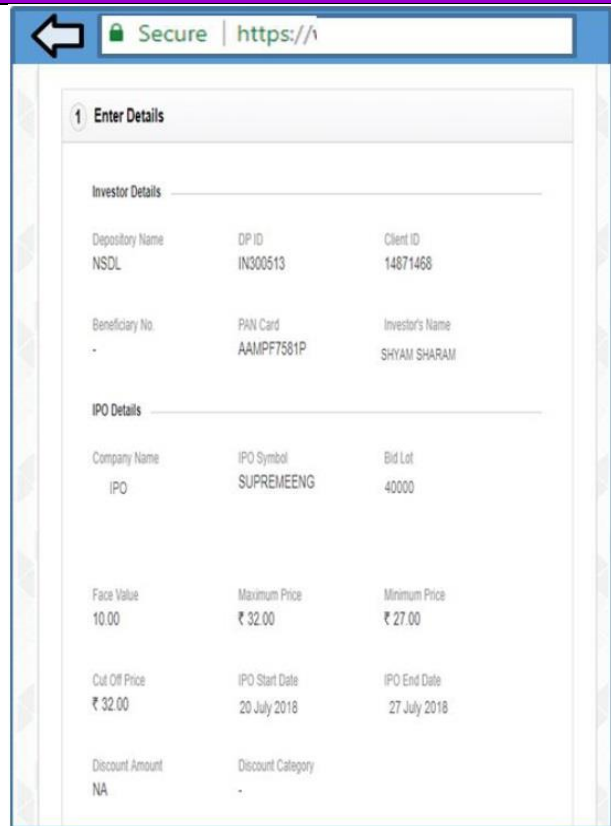 Secure | https://
1 Enter Details
Investor Details
Depository Name DP ID Client ID
NSDL IN300513 14871468
Beneficiary No. PAN Card Investor's Name
- AAMPF7581P SHYAM SHARAM
IPO Details
Company Name IPO Symbol Bid Lot
IPO SUPREMEENG 40000
Face Value Maximum Price Minimum Price
10.00 ₹ 32.00 ₹ 27.00
Cut Off Price IPO Start Date IPO End Date
₹ 32.00 20 July 2018 27 July 2018
Discount Amount Discount Category
NA -